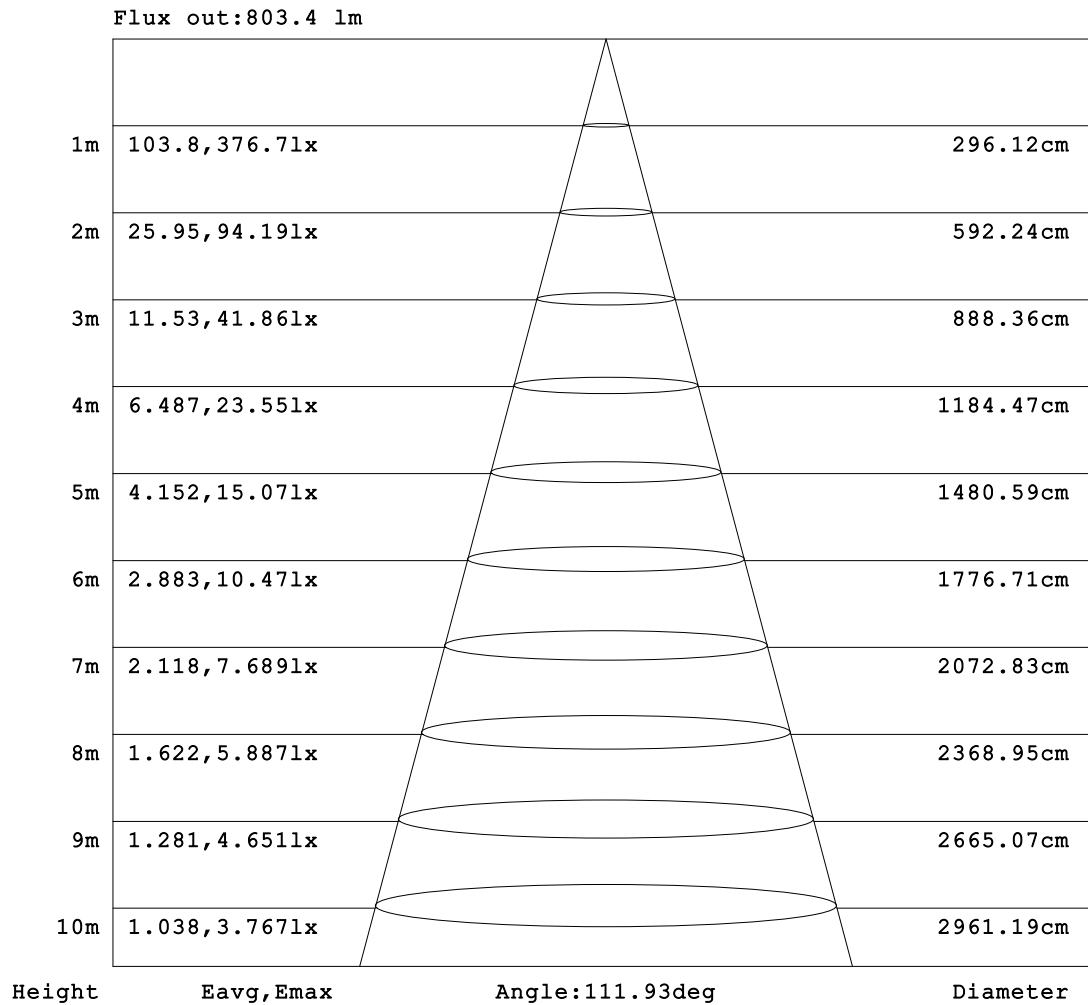 Flux out:803.4 lm
1m 103.8,376.7lx 296.12cm
2m 25.95,94.19lx 592.24cm
3m 11.53,41.86lx 888.36cm
4m 6.487,23.55lx 1184.47cm
5m 4.152,15.07lx 1480.59cm
6m 2.883,10.47lx 1776.71cm
7m 2.118,7.689lx 2072.83cm
8m 1.622,5.887lx 2368.95cm
9m 1.281,4.651lx 2665.07cm
10m 1.038,3.767lx 2961.19cm
Height Eavg,Emax Angle:111.93deg Diameter